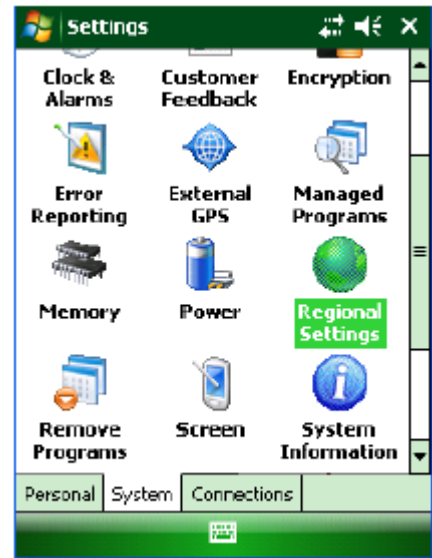 Settings
Clock &
Alarms
Customer
Feedback
Encryption
Error
Reporting
External
GPS
Managed
Programs
Memory
Power
Regional
Settings
Remove
Programs
Screen
System
Information
Personal System Connections